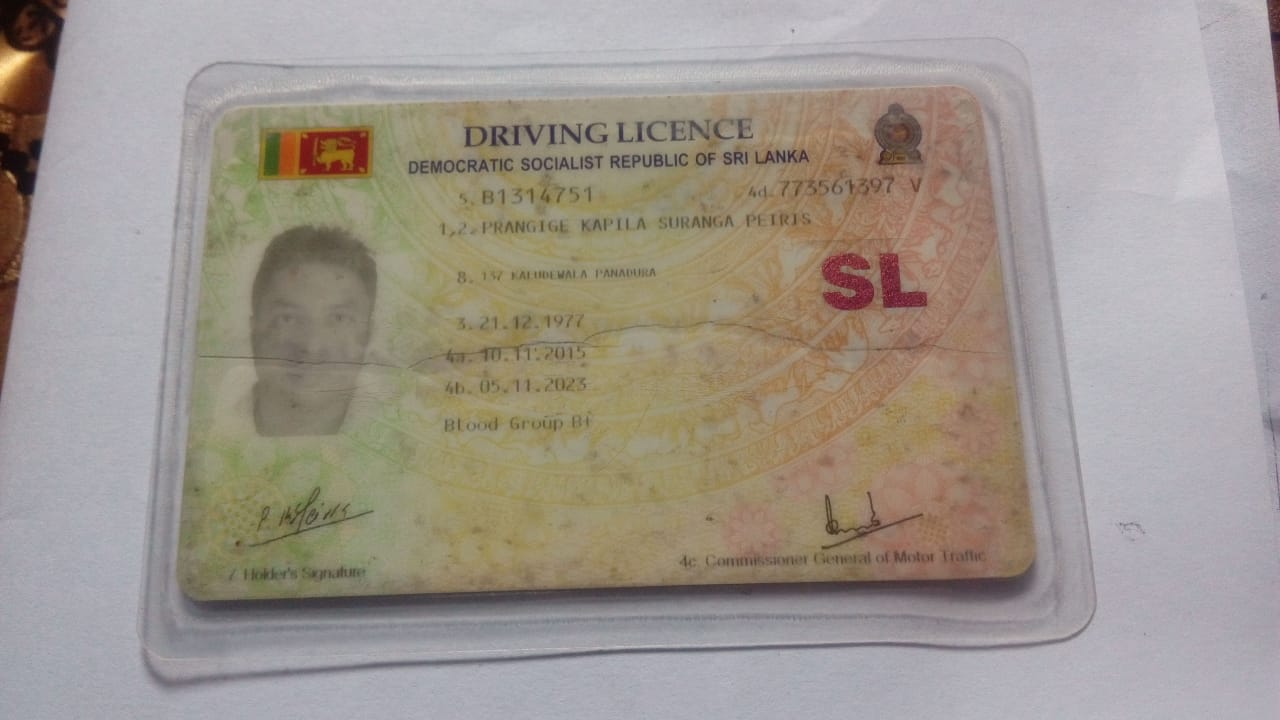 DRIVING LICENCE
DEMOCRATIC SOCIALIST REPUBLIC OF SRI LANKA
5. B1314751 4d. 773561397 V
1,2. PRANGIGE KAPILA SURANGA PEIRIS
8. 137 KALUDEWALA PANADURA
SL
3. 21.12.1977
4a. 10.11.2015
4b. 05.11.2023
Blood Group B+
7. Holder's Signature
4c. Commissioner General of Motor Traffic